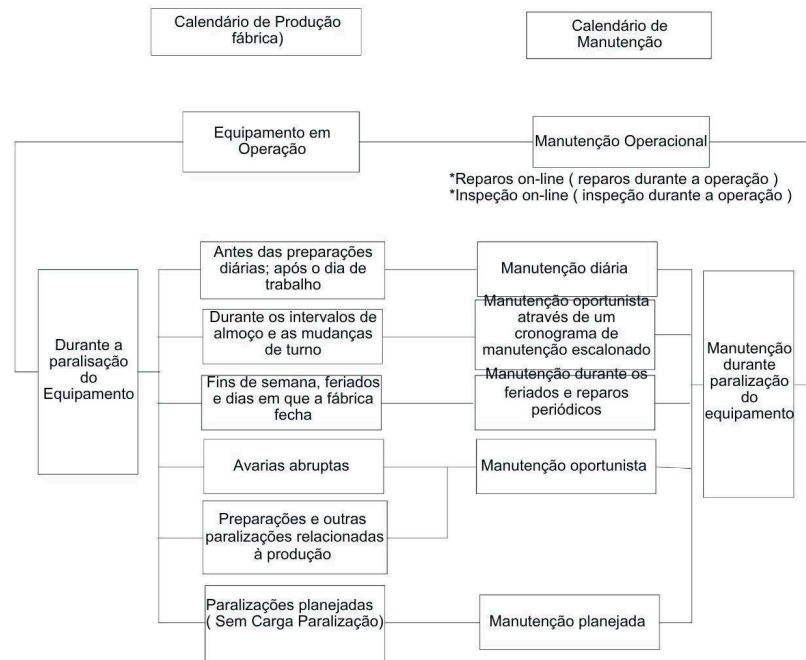 Calendário de Produção
fábrica)
Calendário de
Manutenção
Equipamento em
Operação
Manutenção Operacional
*Reparos on-line ( reparos durante a operação )
*Inspeção on-line ( inspeção durante a operação )
Durante a
paralisação
do
Equipamento
Antes das preparações
diárias; após o dia de
trabalho
Manutenção diária
Durante os intervalos de
almoço e as mudanças
de turno
Manutenção oportunista
através de um
cronograma de
manutenção escalonado
Fins de semana, feriados
e dias em que a fábrica
fecha
Manutenção durante os
feriados e reparos
periódicos
Avarias abruptas
Manutenção oportunista
Preparações e outras
paralizações relacionadas
à produção
Paralizações planejadas
( Sem Carga Paralização)
Manutenção planejada
Manutenção
durante
paralização
do
equipamento